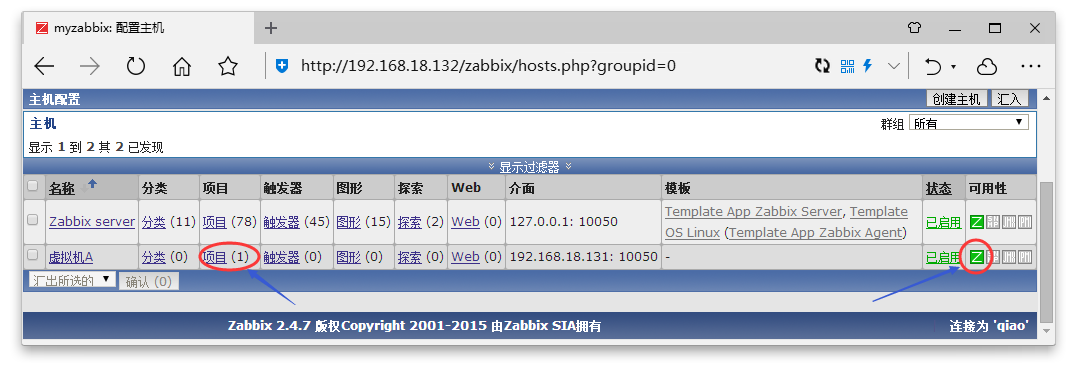 myzabbix: 配置主机
http://192.168.18.132/zabbix/hosts.php?groupid=0
主机配置 创建主机 汇入
主机 群组 所有
显示 1 到 2 其 2 已发现
显示过滤器
名称 分类 项目 触发器 图形 探索 Web 介面 模板 状态 可用性
Zabbix server 分类 (11) 项目 (78) 触发器 (45) 图形 (15) 探索 (2) Web (0) 127.0.0.1: 10050 Template App Zabbix Server, Template 已启用 Z
OS Linux (Template App Zabbix Agent)
虚拟机A 分类 (0) 项目 (1) 触发器 (0) 图形 (0) 探索 (0) Web (0) 192.168.18.131: 10050 - 已启用 Z
汇出所选的 确认 (0)
Zabbix 2.4.7 版权Copyright 2001-2015 由Zabbix SIA拥有 连接为 'qiao'